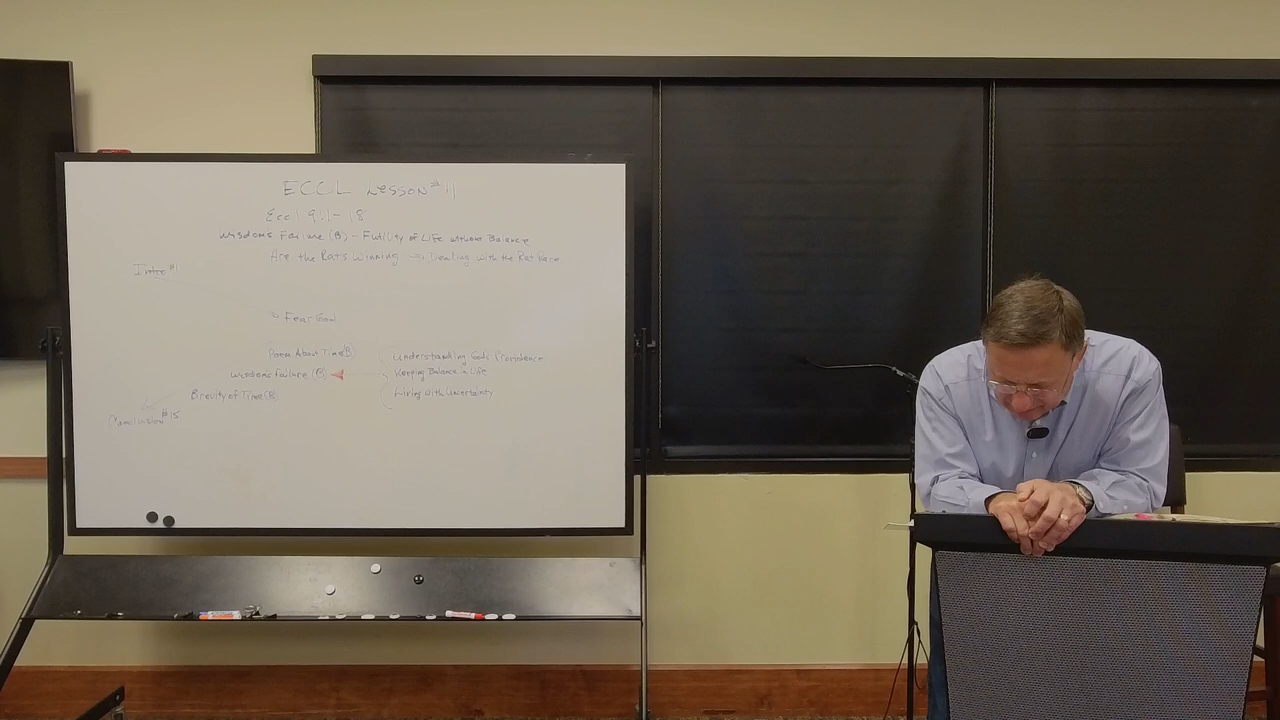 ECCL Lesson #11
Eccl 9:1-18
Wisdoms Failure (B) - Futility of Life without Balance
Are the Rats Winning -> Dealing with the Rat Race
Intro #1
Fear God
Poem About Time (B)
Understanding Gods Providence
Wisdoms Failure (B)
Keeping Balance in Life
Brevity of Time (B)
Living With Uncertainty
Conclusion #15